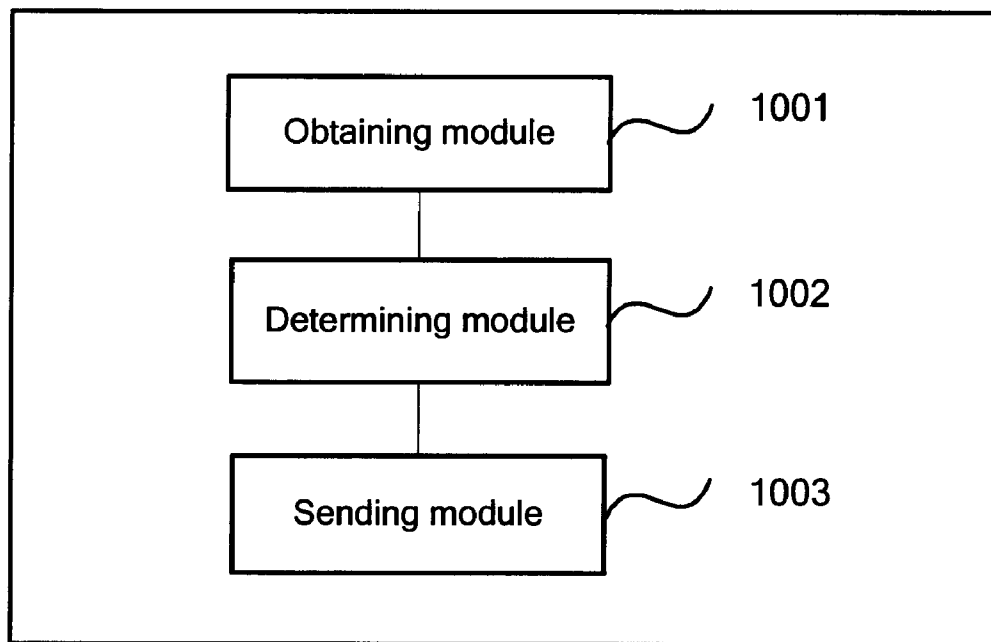 Obtaining module
1001
Determining module
1002
Sending module
1003